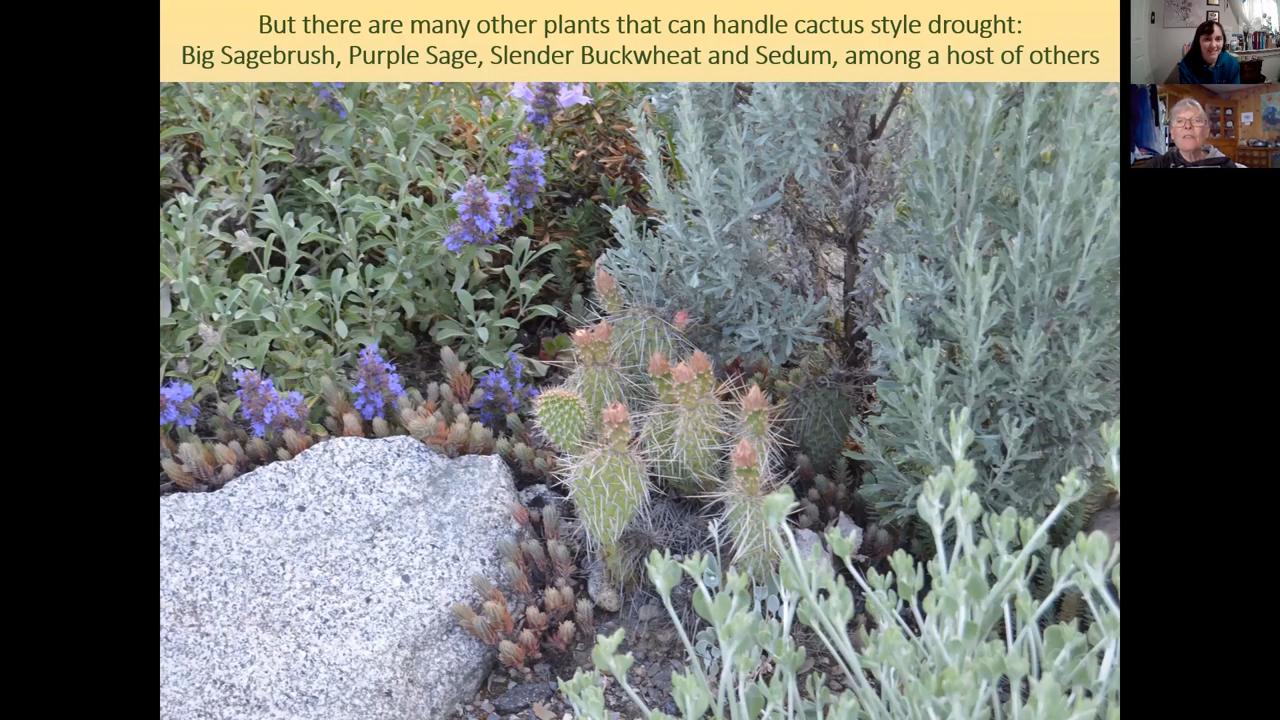 But there are many other plants that can handle cactus style drought:
Big Sagebrush, Purple Sage, Slender Buckwheat and Sedum, among a host of others